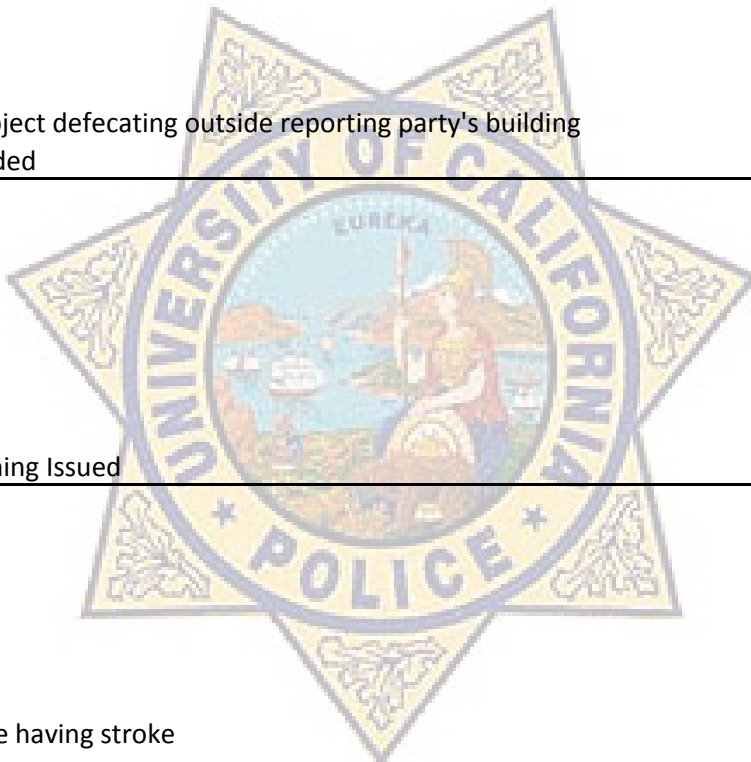 ject defecating outside reporting party's building
ded
EUREKA
UNIVERSITY OF CALIFORNIA
ning Issued
* POLICE *
e having stroke